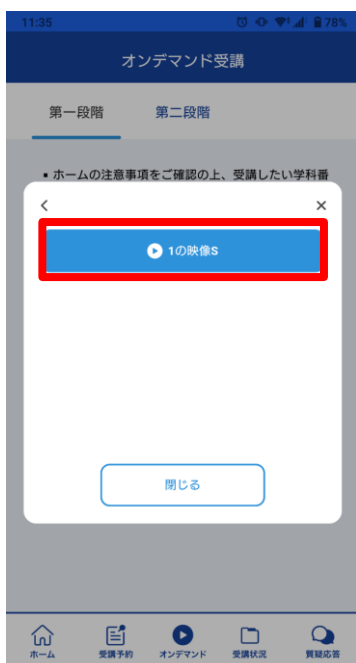 11:35 78%
オンデマンド受講
第一段階 第二段階
• ホームの注意事項をご確認の上、受講したい学科番
1の映像S
閉じる
ホーム 受講予約 オンデマンド 受講状況 質疑応答